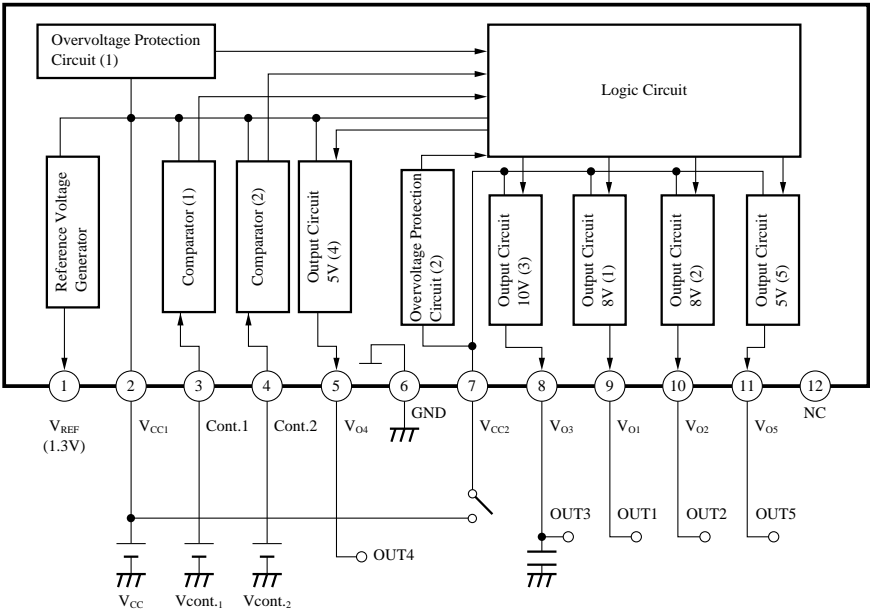 Overvoltage Protection
Circuit (1)
Logic Circuit
Reference Voltage
Generator
Comparator (1)
Comparator (2)
Output Circuit
5V (4)
Overvoltage Protection
Circuit (2)
Output Circuit
10V (3)
Output Circuit
8V (1)
Output Circuit
8V (2)
Output Circuit
5V (5)
1
2
3
4
5
6
7
8
9
10
11
12
VREF
(1.3V)
VCC1
Cont.1
Cont.2
VO4
GND
VCC2
VO3
VO1
VO2
VO5
NC
OUT4
OUT3
OUT1
OUT2
OUT5
VCC
Vcont.1
Vcont.2